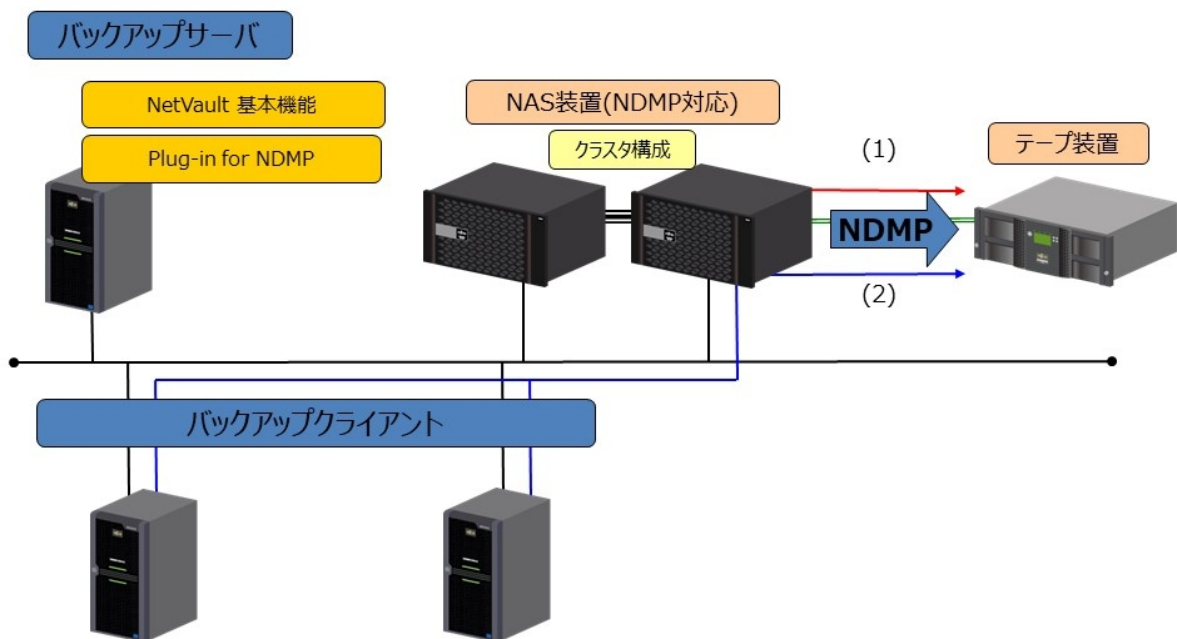 バックアップサーバ
NetVault 基本機能
Plug-in for NDMP
NAS装置(NDMP対応)
クラスタ構成
(1)
テープ装置
NDMP
(2)
バックアップクライアント